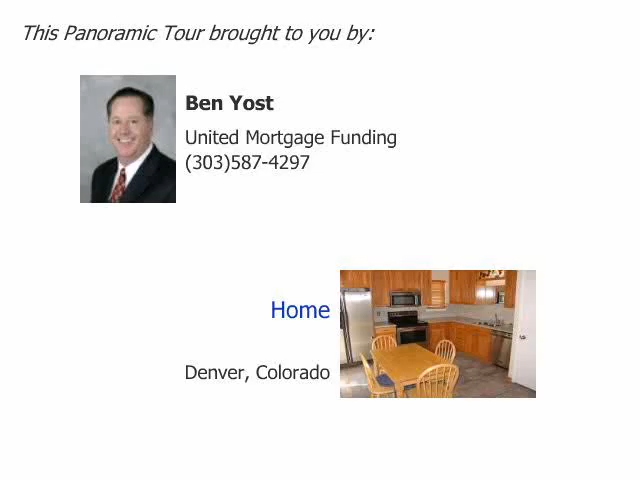 This Panoramic Tour brought to you by:
Ben Yost
United Mortgage Funding
(303)587-4297
Home
Denver, Colorado